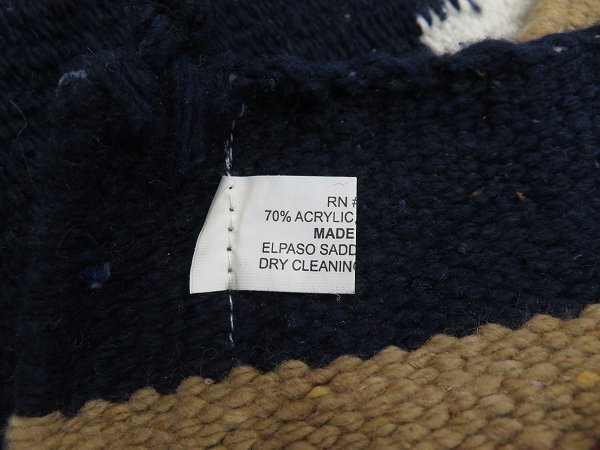 RN #
70% ACRYLIC,
MADE
ELPASO SADD
DRY CLEANING